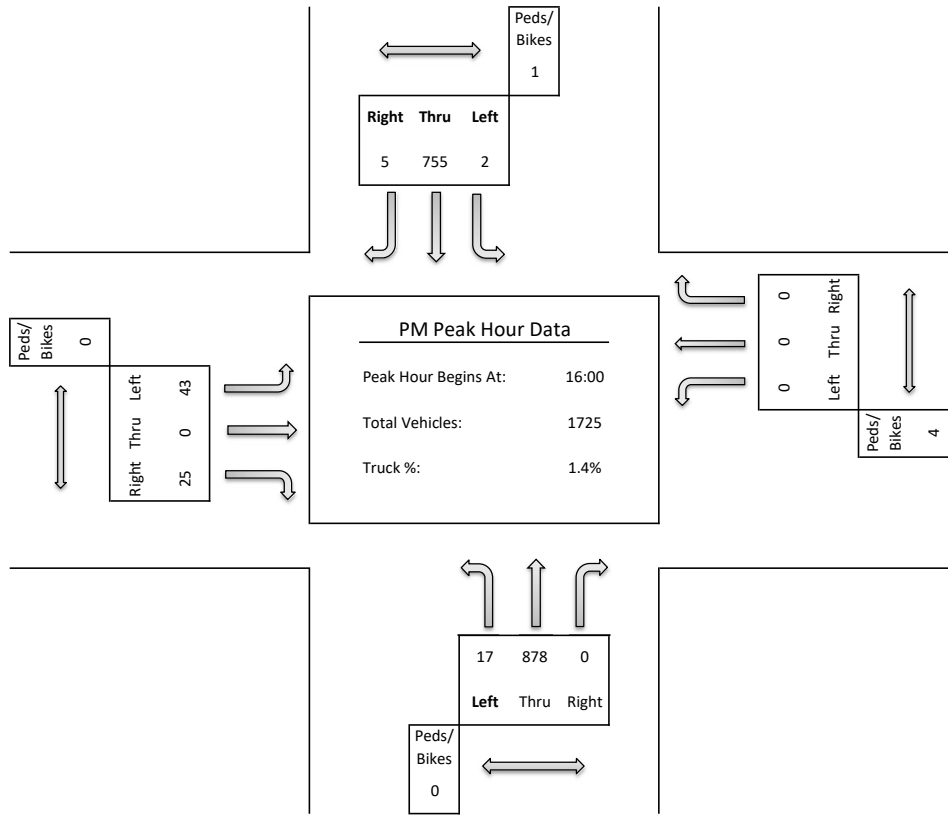 Peds/
Bikes
1
Right Thru Left
5 755 2
Peds/
Bikes
0
Left 43
Thru 0
Right 25
PM Peak Hour Data
Peak Hour Begins At: 16:00
Total Vehicles: 1725
Truck %: 1.4%
0 Right
0 Thru
0 Left
Peds/
Bikes
4
17 878 0
Left Thru Right
Peds/
Bikes
0